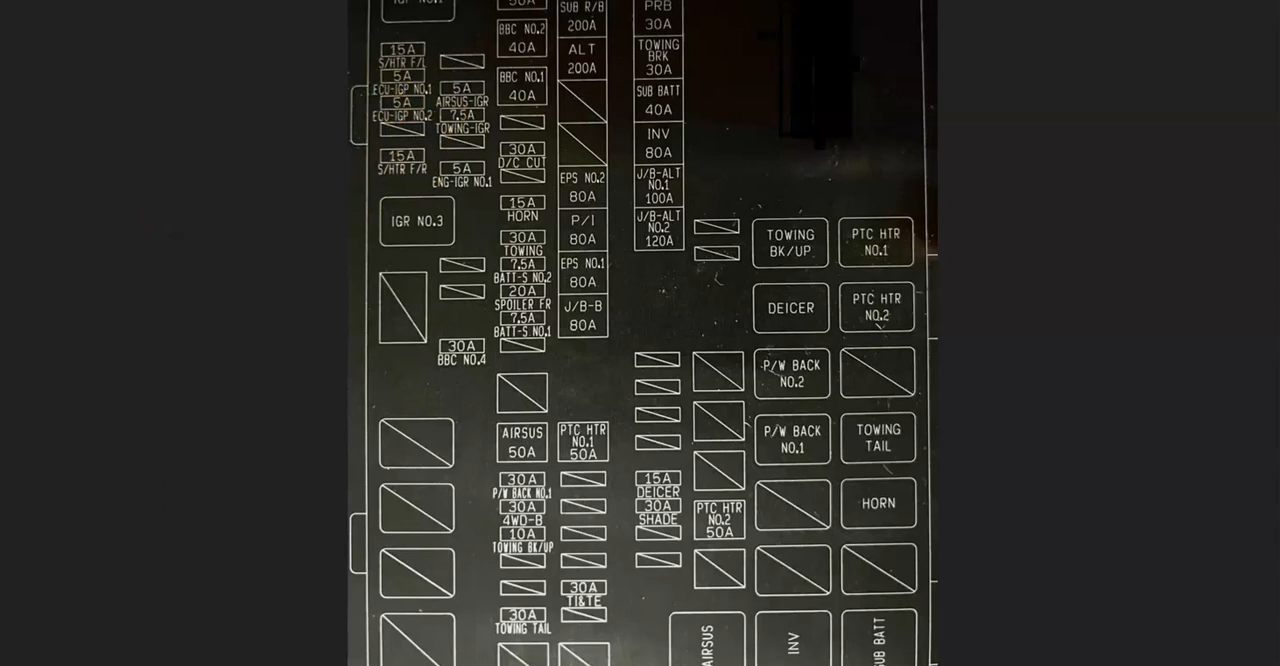 15A
S/HTR F/L
5A
ECU-IGP NO.1
5A
ECU-IGP NO.2
15A
S/HTR F/R
IGR NO.3
5A
AIRSUS-IGR
7.5A
TOWING-IGR
5A
ENG-IGR NO.1
30A
BBC NO.4
50A
BBC NO.2
40A
BBC NO.1
40A
30A
D/C CUT
15A
HORN
30A
TOWING
7.5A
BATT-S NO.2
20A
SPOILER FR
7.5A
BATT-S NO.1
AIRSUS
50A
30A
P/W BACK NO.1
30A
4WD-B
10A
TOWING BK/UP
30A
TOWING TAIL
SUB R/B
200A
ALT
200A
EPS NO.2
80A
P/I
80A
EPS NO.1
80A
J/B-B
80A
PTC HTR
NO.1
50A
30A
TI&TE
PRB
30A
TOWING
BRK
30A
SUB BATT
40A
INV
80A
J/B-ALT
NO.1
100A
J/B-ALT
NO.2
120A
15A
DEICER
30A
SHADE
PTC HTR
NO.2
50A
AIRSUS
TOWING
BK/UP
DEICER
P/W BACK
NO.2
P/W BACK
NO.1
INV
PTC HTR
NO.1
PTC HTR
NO.2
TOWING
TAIL
HORN
SUB BATT